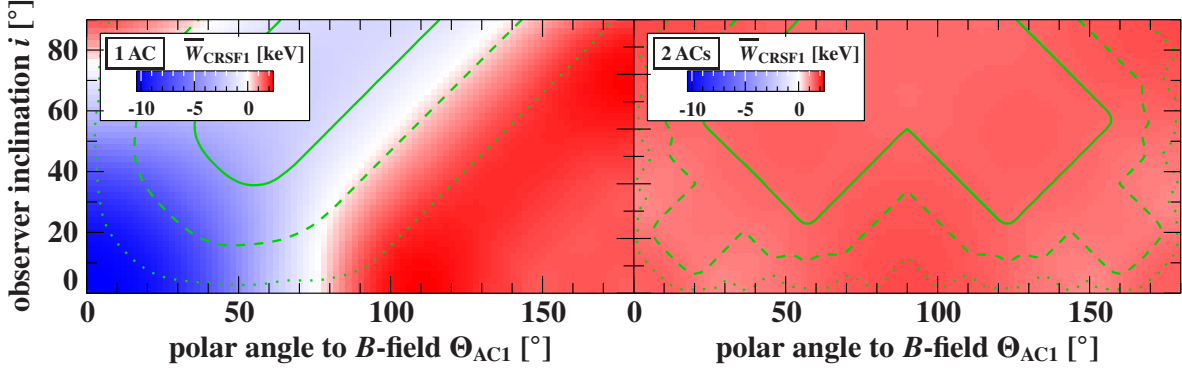 observer inclination i [°]
80
60
40
20
0
1 AC W̅CRSF1 [keV]
-10 -5 0
2 ACs W̅CRSF1 [keV]
-10 -5 0
0 50 100 150 0 50 100 150
polar angle to B-field ΘAC1 [°] polar angle to B-field ΘAC1 [°]